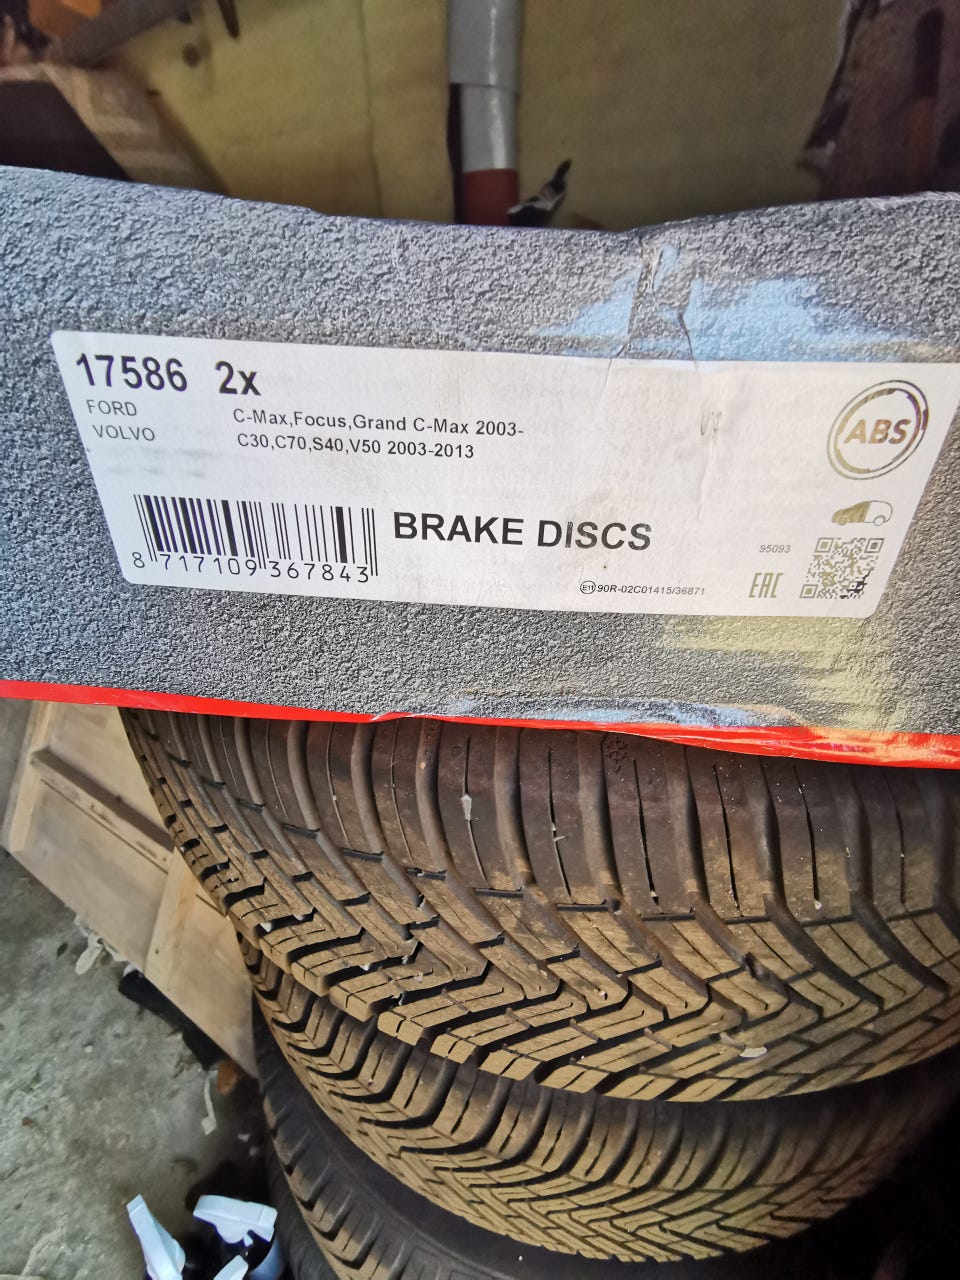 17586 2x
FORD C-Max,Focus,Grand C-Max 2003-
VOLVO C30,C70,S40,V50 2003-2013
ABS
BRAKE DISCS
8 717109 367843
95093
E11 90R-02C01415/36871
EAC